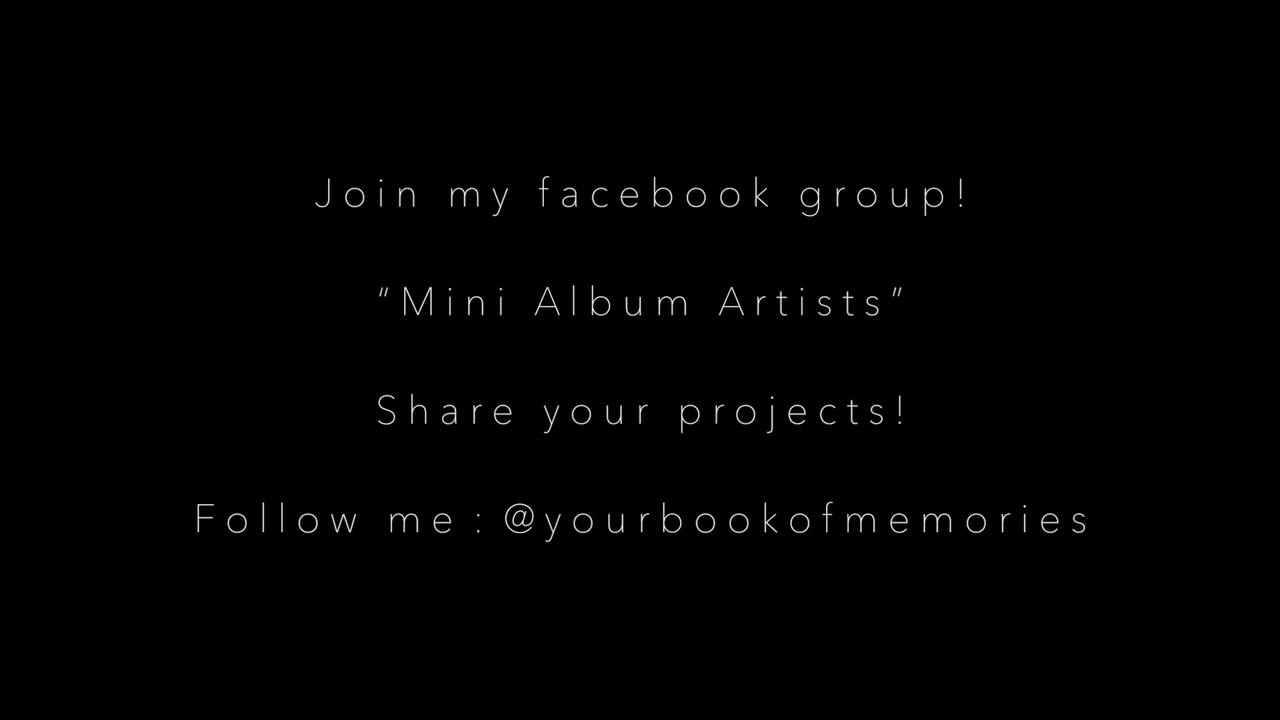 Join my facebook group!
“Mini Album Artists”
Share your projects!
Follow me : @yourbookofmemories